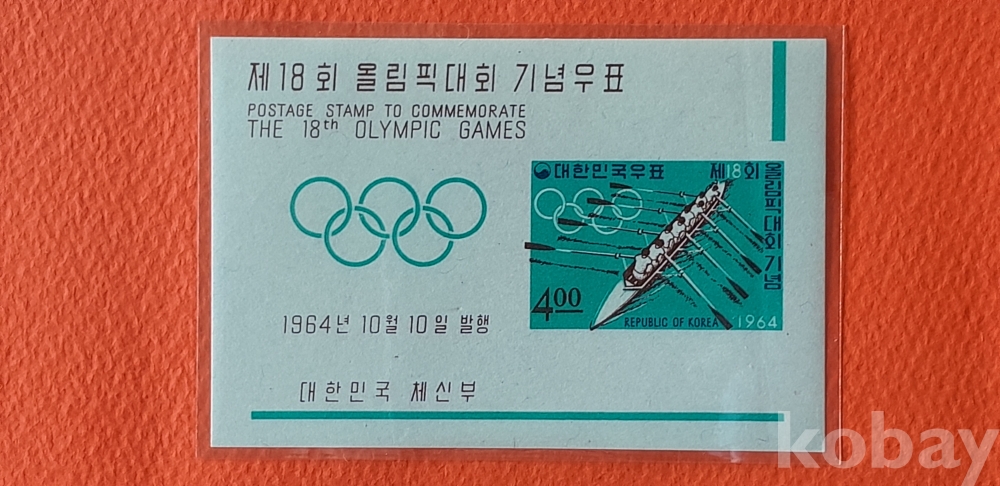 제18회 올림픽대회 기념우표
POSTAGE STAMP TO COMMEMORATE
THE 18th OLYMPIC GAMES
대한민국우표
제18회
올림픽대회 기념
4.00
REPUBLIC OF KOREA
1964
1964년 10월 10일 발행
대한민국 체신부
kobay